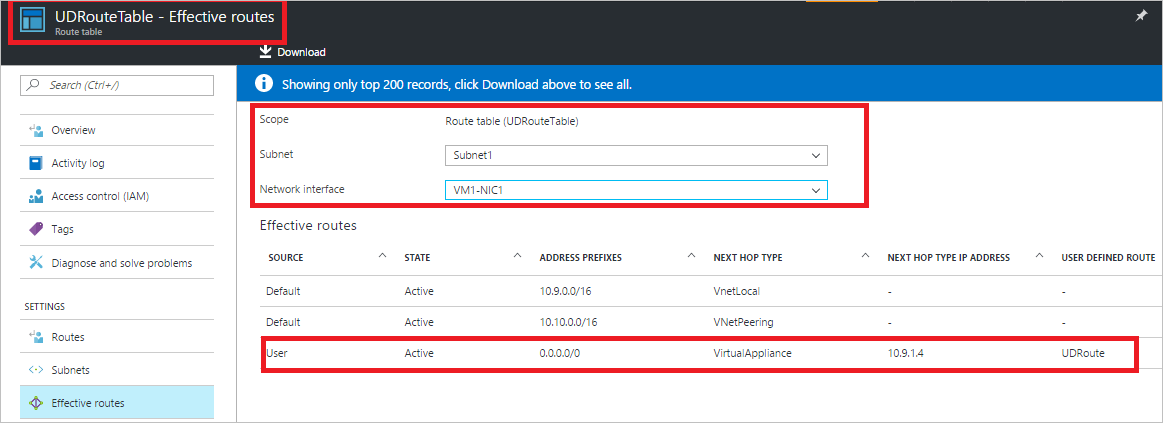 UDRouteTable - Effective routes
Route table
Download
Search (Ctrl+/)
Overview
Activity log
Access control (IAM)
Tags
Diagnose and solve problems
SETTINGS
Routes
Subnets
Effective routes
Showing only top 200 records, click Download above to see all.
Scope Route table (UDRouteTable)
Subnet Subnet1
Network interface VM1-NIC1
Effective routes
SOURCE STATE ADDRESS PREFIXES NEXT HOP TYPE NEXT HOP TYPE IP ADDRESS USER DEFINED ROUTE
Default Active 10.9.0.0/16 VnetLocal - -
Default Active 10.10.0.0/16 VNetPeering - -
User Active 0.0.0.0/0 VirtualAppliance 10.9.1.4 UDRoute